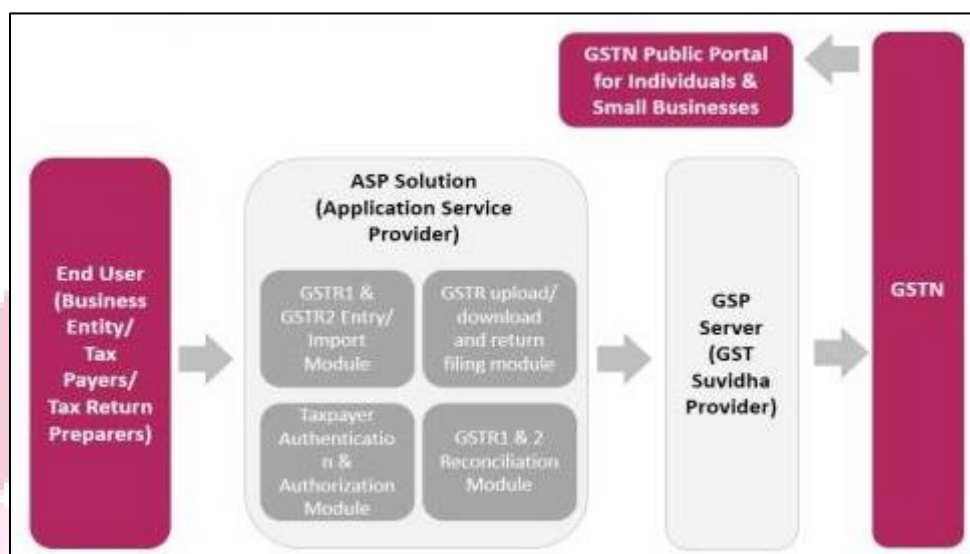 GSTN Public Portal
for Individuals &
Small Businesses
End User
(Business
Entity/
Tax
Payers/
Tax Return
Preparers)
ASP Solution
(Application Service
Provider)
GSTR1 &
GSTR2 Entry/
Import
Module
GSTR upload/
download
and return
filing module
Taxpayer
Authenticatio
n &
Authorization
Module
GSTR1 & 2
Reconciliation
Module
GSP
Server
(GST
Suvidha
Provider)
GSTN